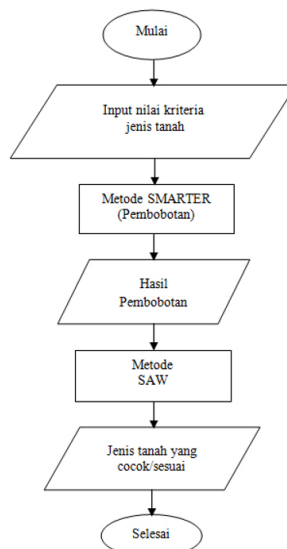 Mulai
Input nilai kriteria
jenis tanah
Metode SMARTER
(Pembobotan)
Hasil
Pembobotan
Metode
SAW
Jenis tanah yang
cocok/sesuai
Selesai